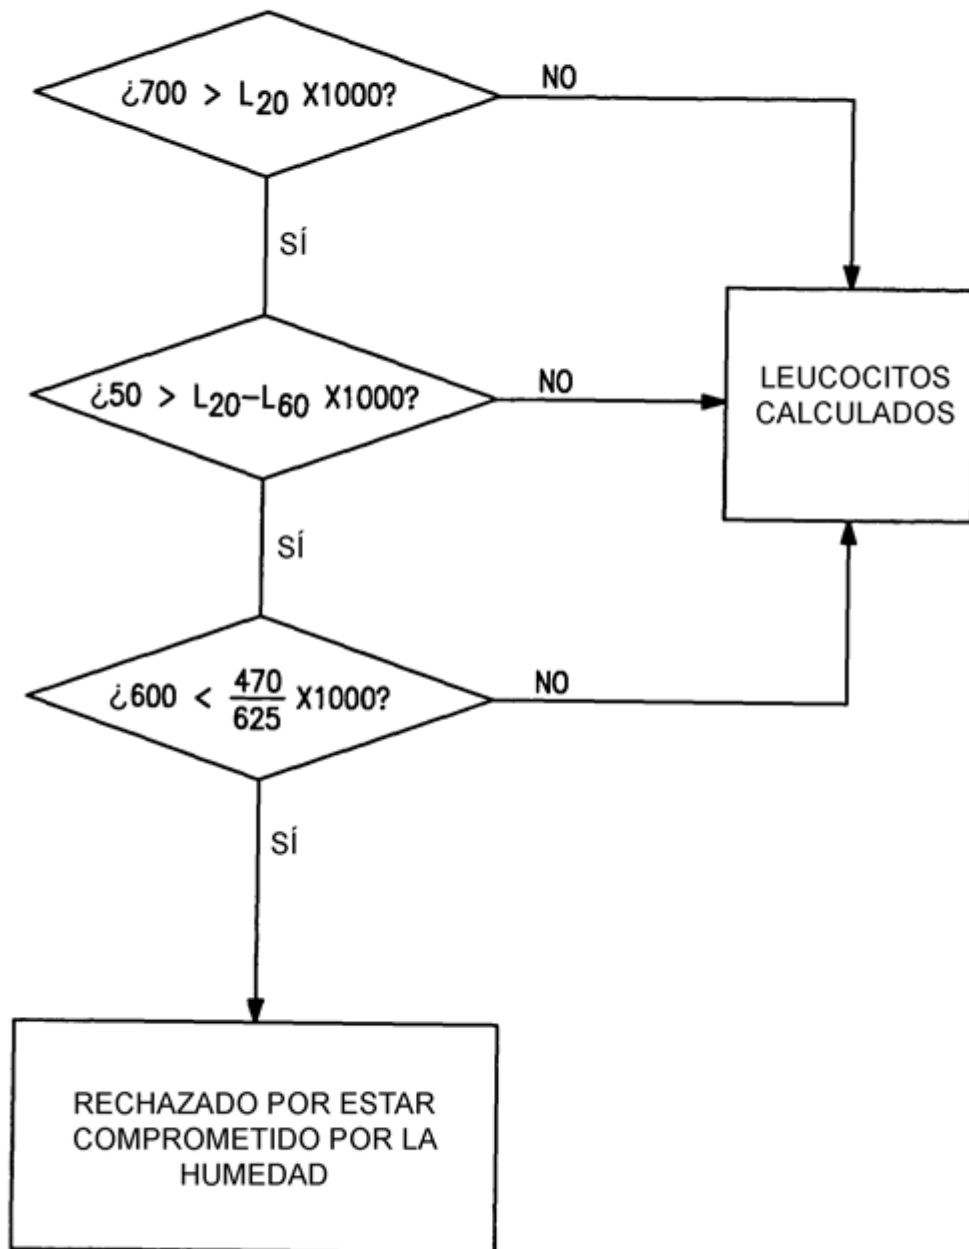 ¿700 > L20 X1000?
NO
SÍ
¿50 > L20-L60 X1000?
NO
LEUCOCITOS
CALCULADOS
SÍ
¿600 < 470/625 X1000?
NO
SÍ
RECHAZADO POR ESTAR
COMPROMETIDO POR LA
HUMEDAD